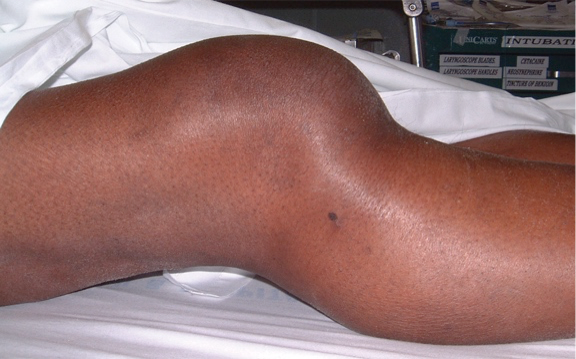 INTUBATI
LARYNGOSCOPE BLADES
CETACAINE
LARYNGOSCOPE HANDLES
NEOSYNEPHRINE
TINCTURE OF BENZOIN